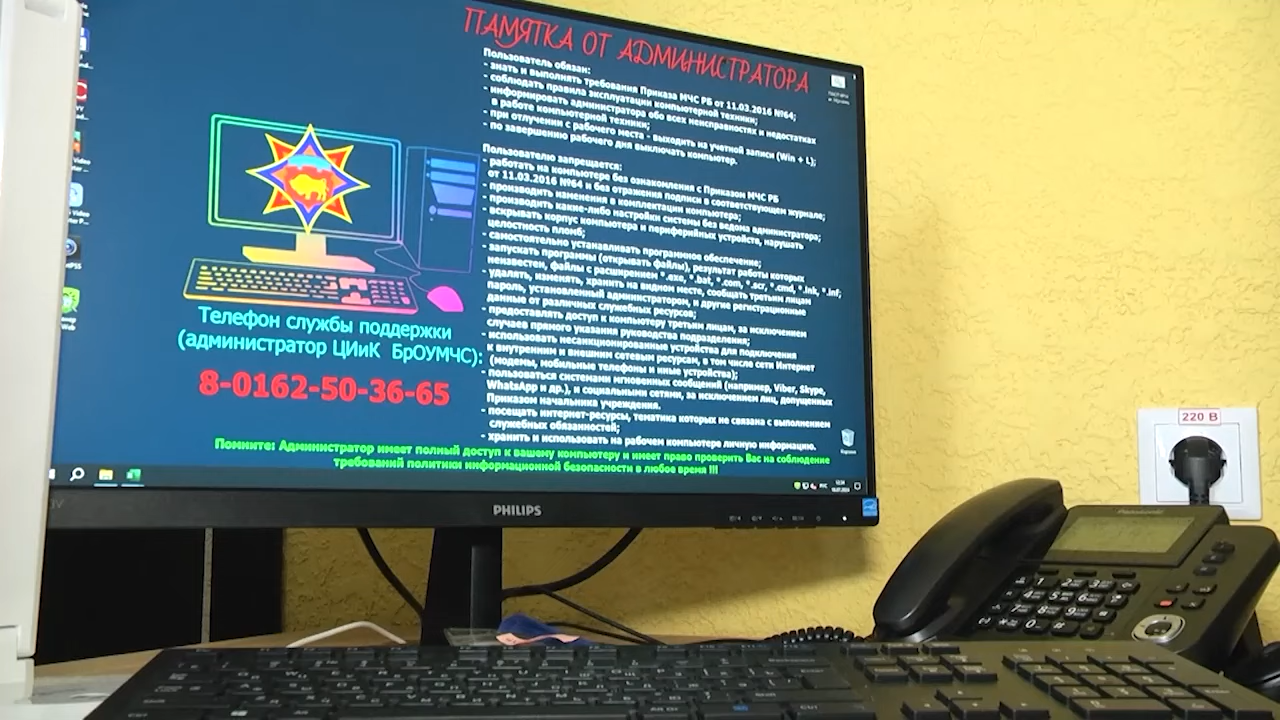 ПАМЯТКА ОТ АДМИНИСТРАТОРА
Пользователь обязан:
- знать и выполнять требования Приказа МЧС РБ от 11.03.2016 №64;
- соблюдать правила эксплуатации компьютерной техники;
- информировать администратора обо всех неисправностях и недостатках
в работе компьютерной техники;
- при отлучении с рабочего места - выходить из учетной записи (Win + L);
- по завершению рабочего дня выключать компьютер.
Пользователю запрещается:
- работать на компьютере без ознакомления с Приказом МЧС РБ
от 11.03.2016 №64 и без отражения подписи в соответствующем журнале;
- производить изменения в комплектации компьютера;
- производить какие-либо настройки системы без ведома администратора;
- вскрывать корпус компьютера и периферийных устройств, нарушать
целостность пломб;
- самостоятельно устанавливать программное обеспечение;
- запускать программы (открывать файлы), результат работы которых
неизвестен, файлы с расширением *.exe, *.bat, *.com, *.scr, *.cmd, *.lnk, *.inf;
- удалять, изменять, хранить на видном месте, сообщать третьим лицам
пароль, установленный администратором, и другие регистрационные
данные от различных служебных ресурсов;
- предоставлять доступ к компьютеру третьим лицам, за исключением
случаев прямого указания руководства подразделения;
- использовать несанкционированные устройства для подключения
к внутренним и внешним сетевым ресурсам, в том числе сети Интернет
(модемы, мобильные телефоны и иные устройства);
- пользоваться системами мгновенных сообщений (например, Viber, Skype,
WhatsApp и др.), и социальными сетями, за исключением лиц, допущенных
Приказом начальника учреждения.
- посещать интернет-ресурсы, тематика которых не связана с выполнением
служебных обязанностей;
- хранить и использовать на рабочем компьютере личную информацию.
Телефон службы поддержки
(администратор ЦИиК БрОУМЧС):
8-0162-50-36-65
Помните: Администратор имеет полный доступ к вашему компьютеру и имеет право проверить Вас на соблюдение
требований политики информационной безопасности в любое время !!!
Корзина
РУС
PHILIPS
220 В
Panasonic